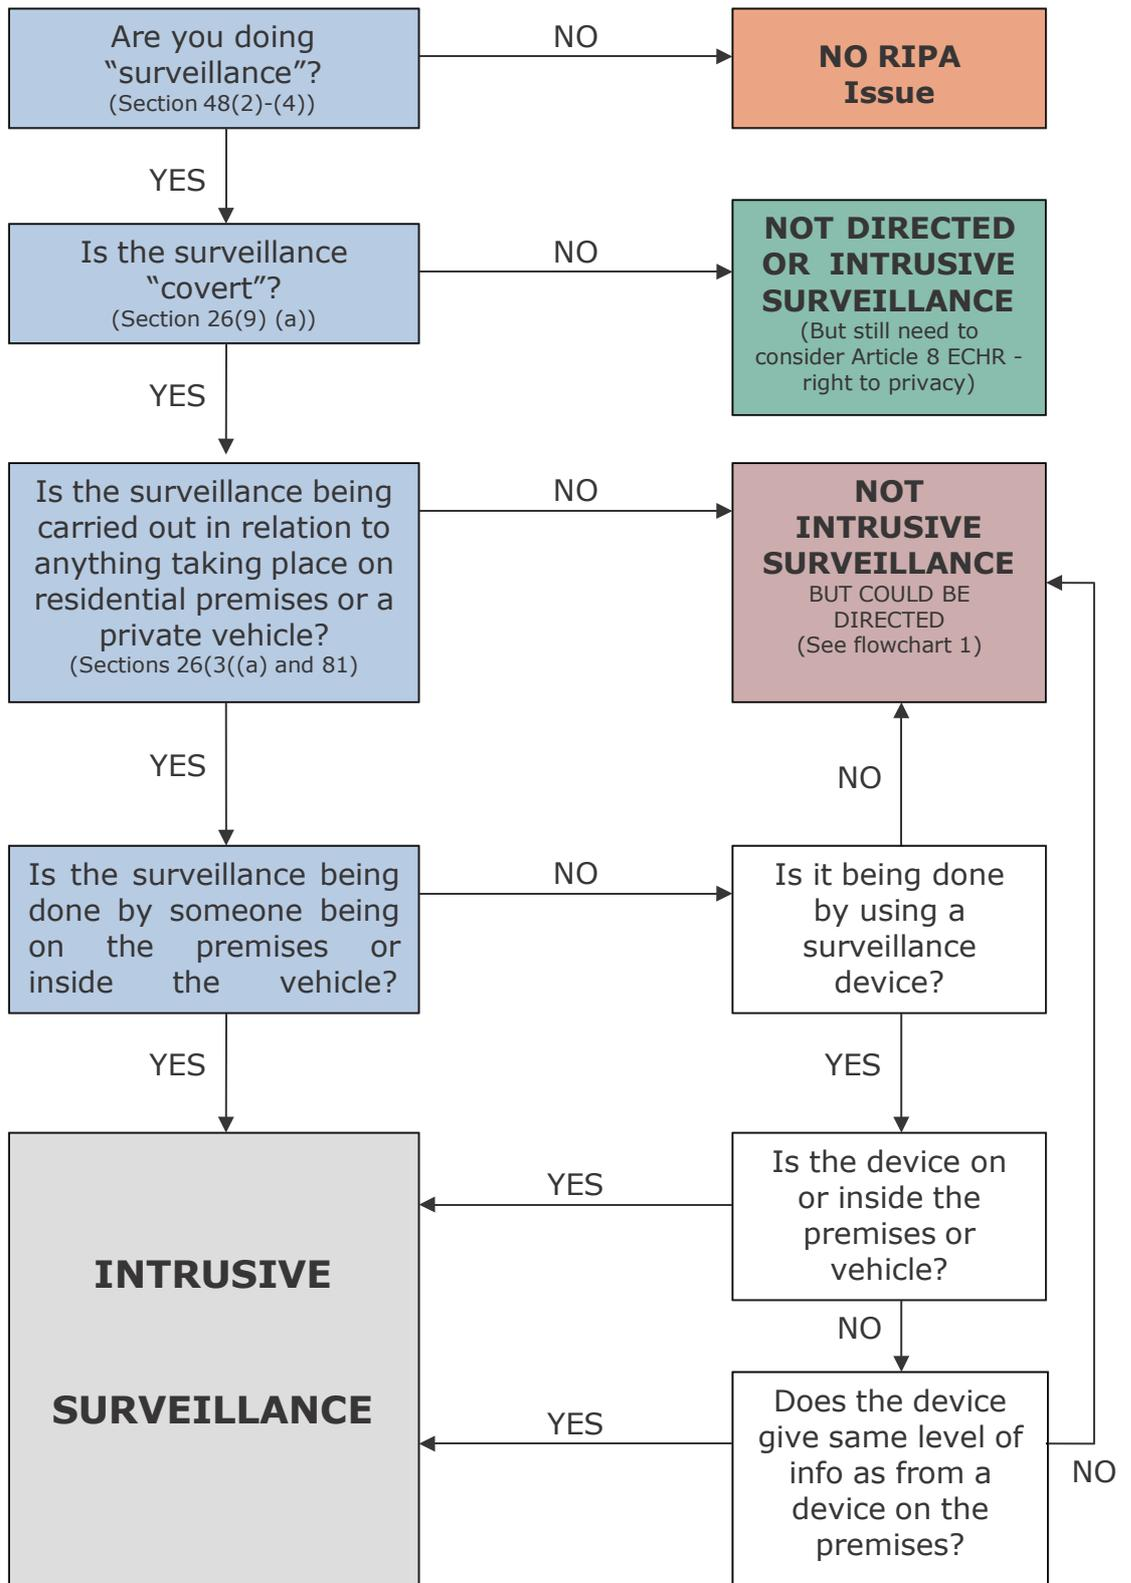 Are you doing
“surveillance”?
(Section 48(2)-(4))
NO
NO RIPA
Issue
YES
Is the surveillance
“covert”?
(Section 26(9) (a))
NO
NOT DIRECTED
OR INTRUSIVE
SURVEILLANCE
(But still need to
consider Article 8 ECHR -
right to privacy)
YES
Is the surveillance being
carried out in relation to
anything taking place on
residential premises or a
private vehicle?
(Sections 26(3((a) and 81)
NO
NOT
INTRUSIVE
SURVEILLANCE
BUT COULD BE
DIRECTED
(See flowchart 1)
YES
NO
Is the surveillance being
done by someone being
on the premises or
inside the vehicle?
NO
Is it being done
by using a
surveillance
device?
YES
YES
INTRUSIVE
SURVEILLANCE
YES
Is the device on
or inside the
premises or
vehicle?
NO
YES
Does the device
give same level of
info as from a
device on the
premises?
NO